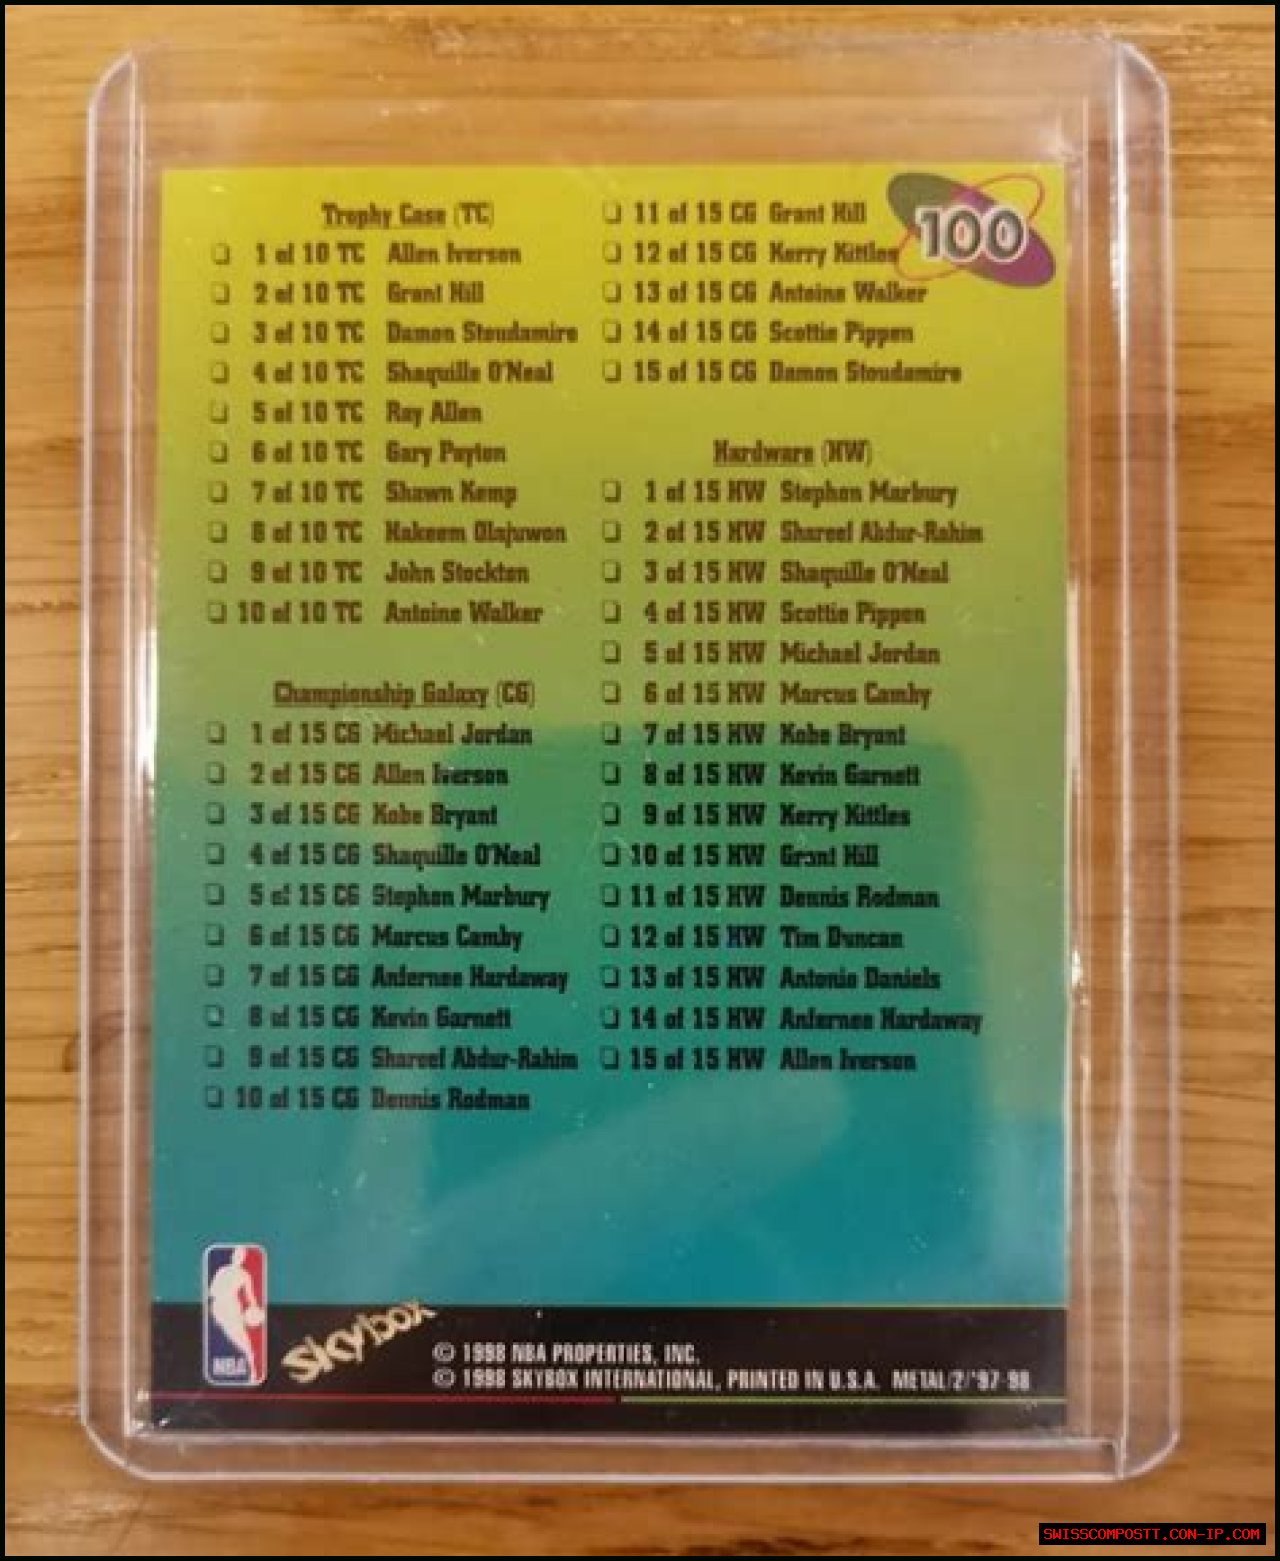 Trophy Case (TC)
❏ 1 of 10 TC Allen Iverson
❏ 2 of 10 TC Grant Hill
❏ 3 of 10 TC Damon Stoudamire
❏ 4 of 10 TC Shaquille O'Neal
❏ 5 of 10 TC Ray Allen
❏ 6 of 10 TC Gary Payton
❏ 7 of 10 TC Shawn Kemp
❏ 8 of 10 TC Hakeem Olajuwon
❏ 9 of 10 TC John Stockton
❏ 10 of 10 TC Antoine Walker
Championship Galaxy (CG)
❏ 1 of 15 CG Michael Jordan
❏ 2 of 15 CG Allen Iverson
❏ 3 of 15 CG Kobe Bryant
❏ 4 of 15 CG Shaquille O'Neal
❏ 5 of 15 CG Stephon Marbury
❏ 6 of 15 CG Marcus Camby
❏ 7 of 15 CG Anfernee Hardaway
❏ 8 of 15 CG Kevin Garnett
❏ 9 of 15 CG Shareef Abdur-Rahim
❏ 10 of 15 CG Dennis Rodman
❏ 11 of 15 CG Grant Hill
❏ 12 of 15 CG Kerry Kittles
❏ 13 of 15 CG Antoine Walker
❏ 14 of 15 CG Scottie Pippen
❏ 15 of 15 CG Damon Stoudamire
100
Hardware (HW)
❏ 1 of 15 HW Stephon Marbury
❏ 2 of 15 HW Shareef Abdur-Rahim
❏ 3 of 15 HW Shaquille O'Neal
❏ 4 of 15 HW Scottie Pippen
❏ 5 of 15 HW Michael Jordan
❏ 6 of 15 HW Marcus Camby
❏ 7 of 15 HW Kobe Bryant
❏ 8 of 15 HW Kevin Garnett
❏ 9 of 15 HW Kerry Kittles
❏ 10 of 15 HW Grant Hill
❏ 11 of 15 HW Dennis Rodman
❏ 12 of 15 HW Tim Duncan
❏ 13 of 15 HW Antonio Daniels
❏ 14 of 15 HW Anfernee Hardaway
❏ 15 of 15 HW Allen Iverson
NBA
Skybox
© 1998 NBA PROPERTIES, INC.
© 1998 SKYBOX INTERNATIONAL, PRINTED IN U.S.A. METAL/2/'97-98
SWISSCOMPOSTT.CON-IP.COM